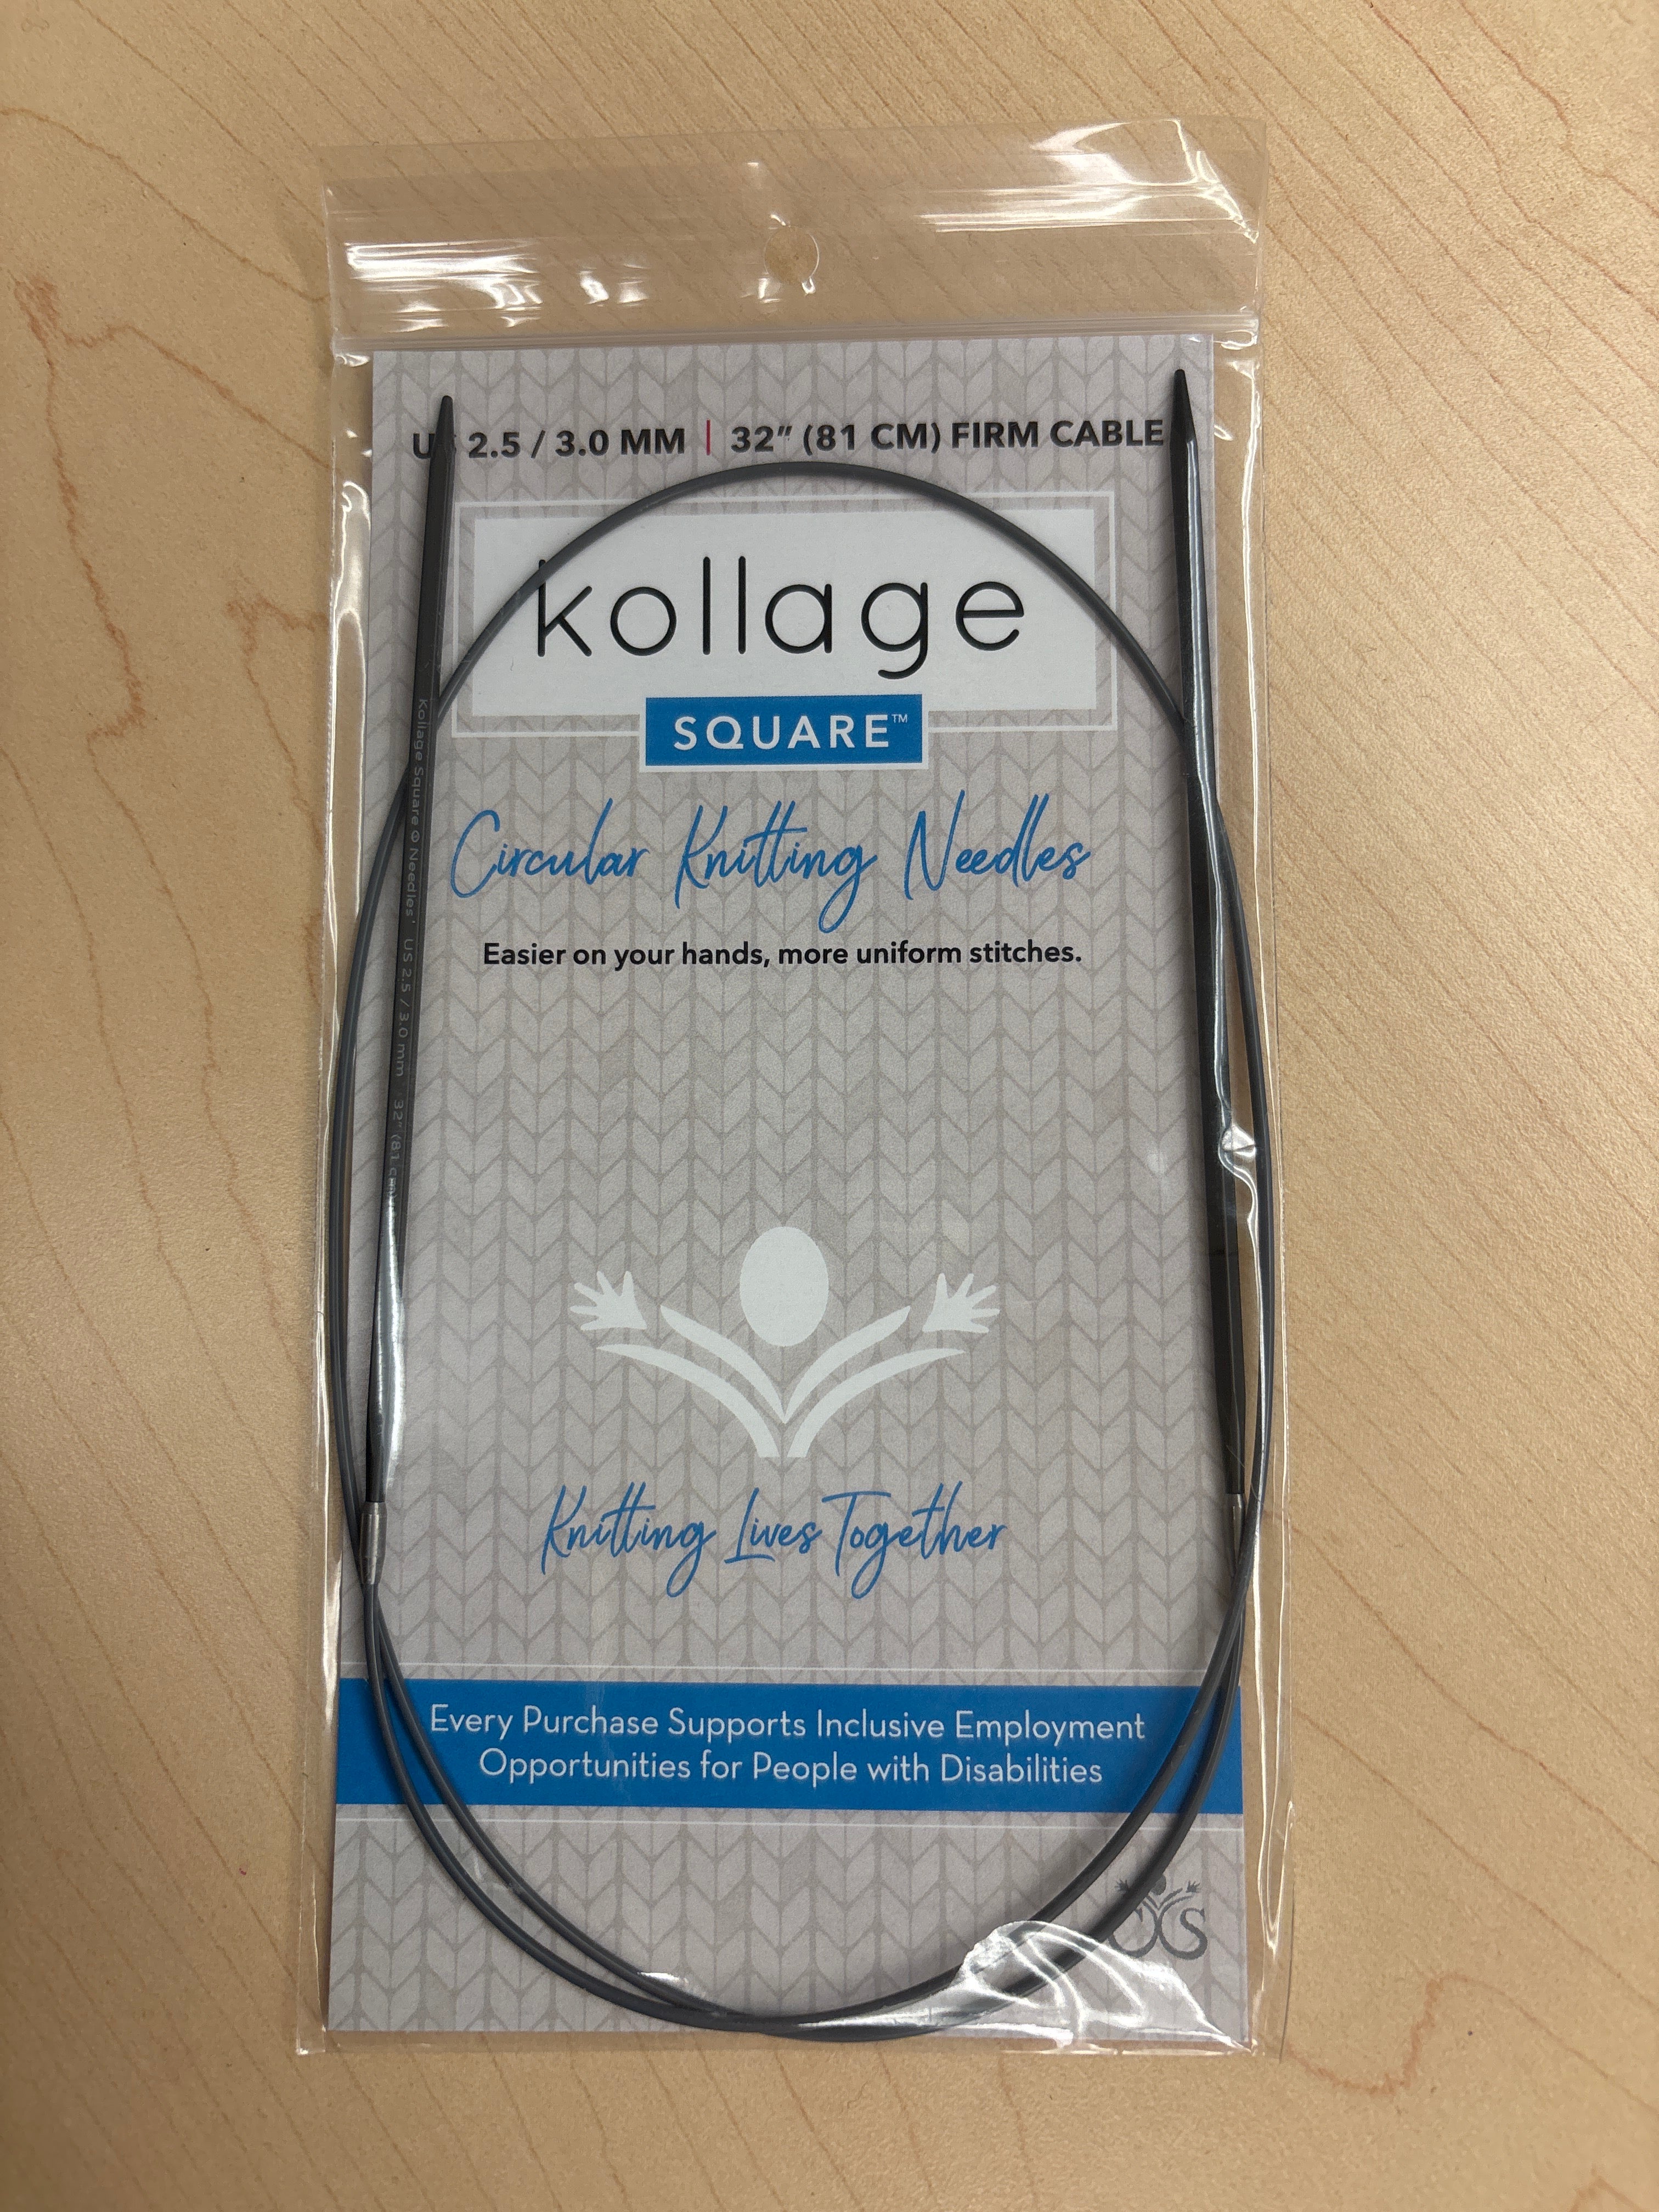 US 2.5 / 3.0 MM | 32" (81 CM) FIRM CABLE
kollage
SQUARE™
Circular Knitting Needles
Easier on your hands, more uniform stitches.
Kollage Square Needles US 2.5 / 3.0 mm 32" (81 cm)
Knitting Lives Together
Every Purchase Supports Inclusive Employment
Opportunities for People with Disabilities